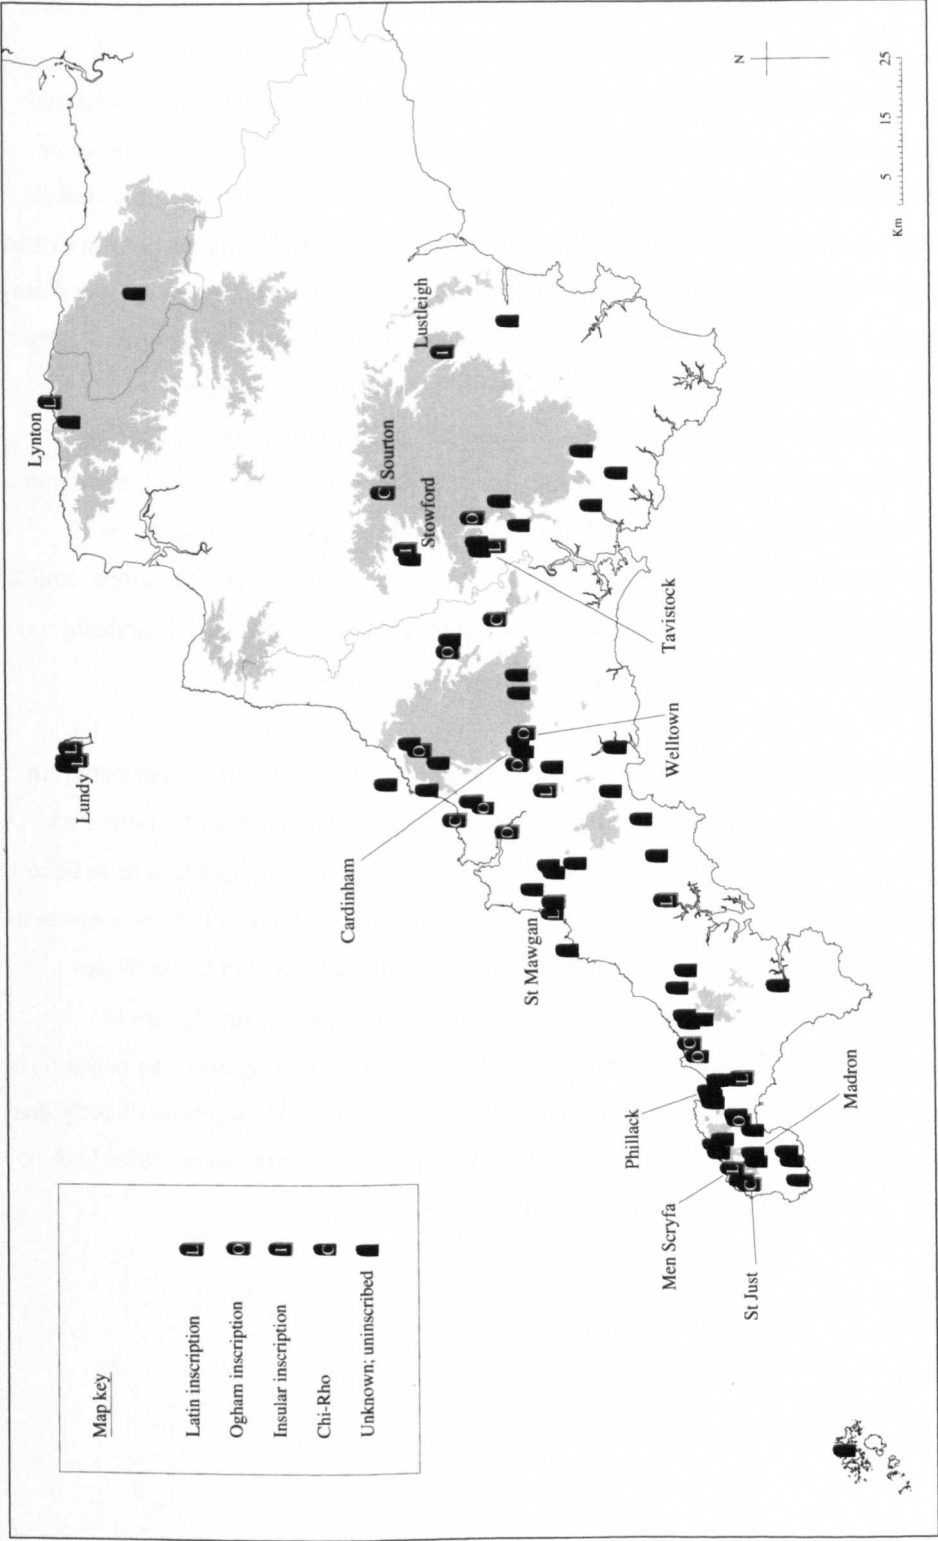 Lynton
Lundy
Lustleigh
Sourton
Stowford
Tavistock
Cardinham
Welltown
St Mawgan
Phillack
Men Scryfa
Madron
St Just
Map key
L Latin inscription
O Ogham inscription
I Insular inscription
C Chi-Rho
Unknown; uninscribed
N
5 15 25
Km